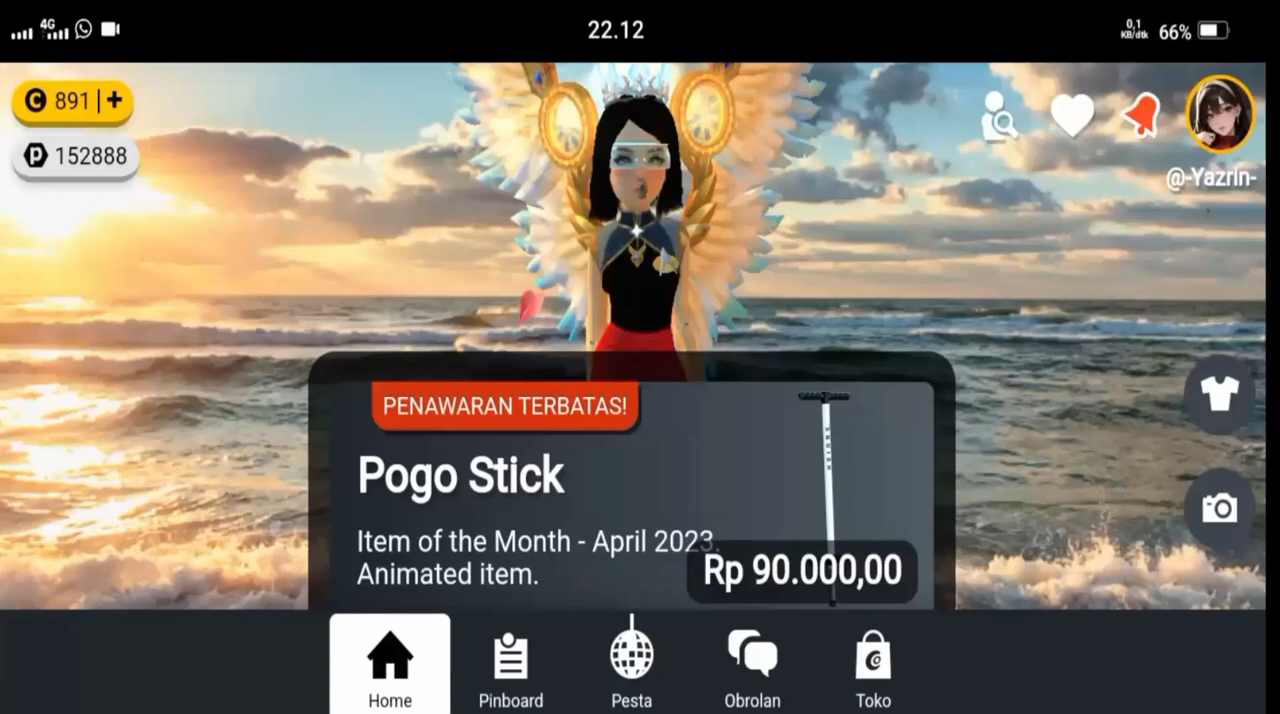 4G
22.12
0,1
KB/dtk
66%
891
152888
@-Yazrin-
PENAWARAN TERBATAS!
Pogo Stick
Item of the Month - April 2023.
Animated item.
Rp 90.000,00
Home
Pinboard
Pesta
Obrolan
Toko